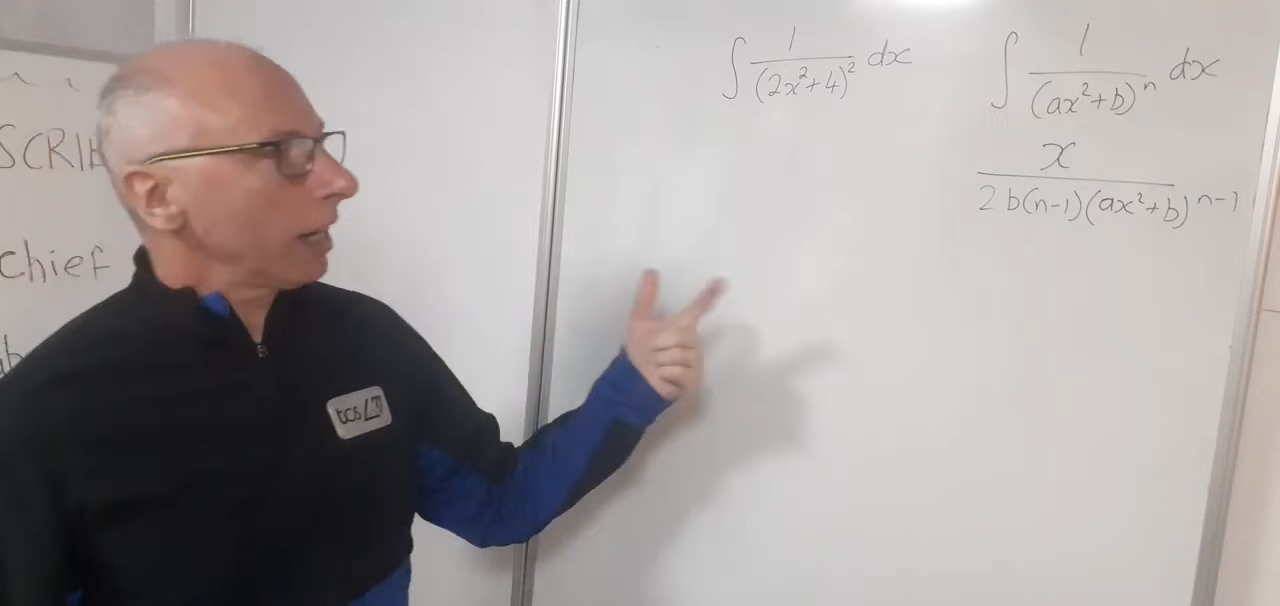 SCRIB
chief
tcs
∫ 1/(2x²+4)² dx
∫ 1/(ax²+b)ⁿ dx
x/2b(n-1)(ax²+b)ⁿ⁻¹